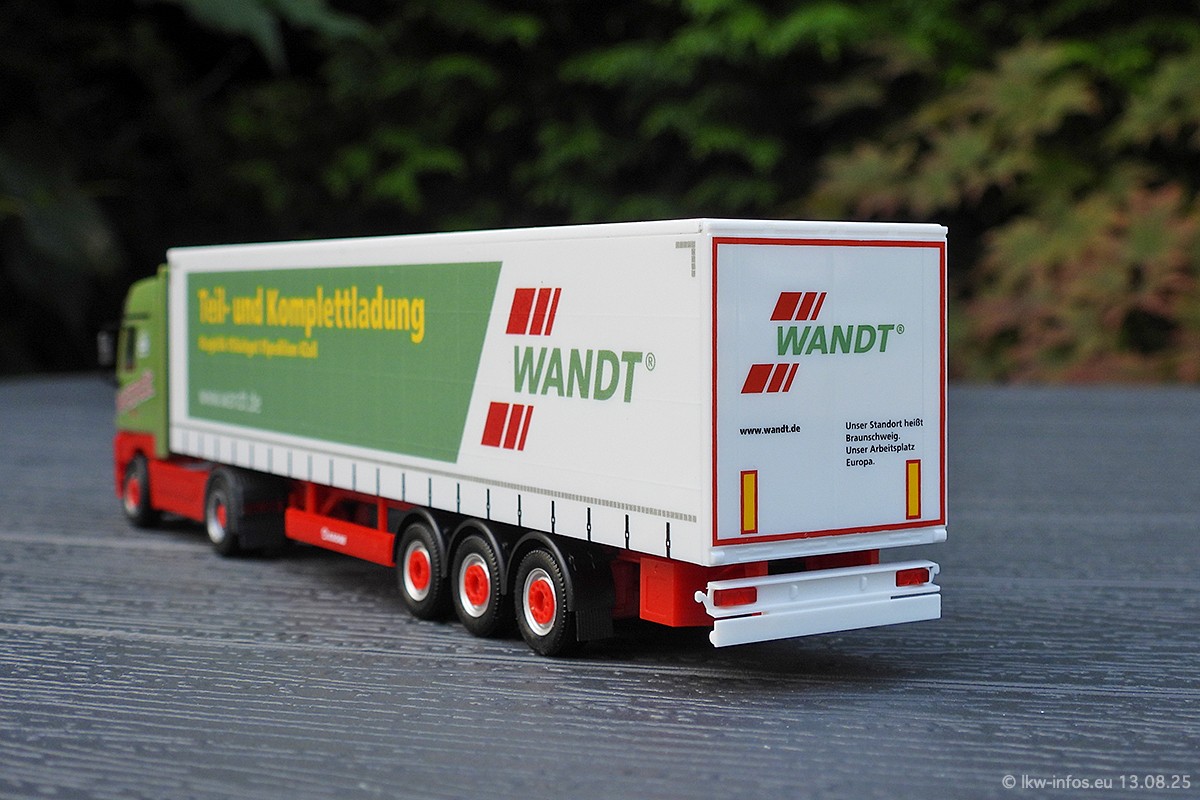 Teil- und Komplettladung
www.wandt.de
WANDT®
WANDT®
www.wandt.de
Unser Standort heißt
Braunschweig.
Unser Arbeitsplatz
Europa.
© lkw-infos.eu 13.08.25